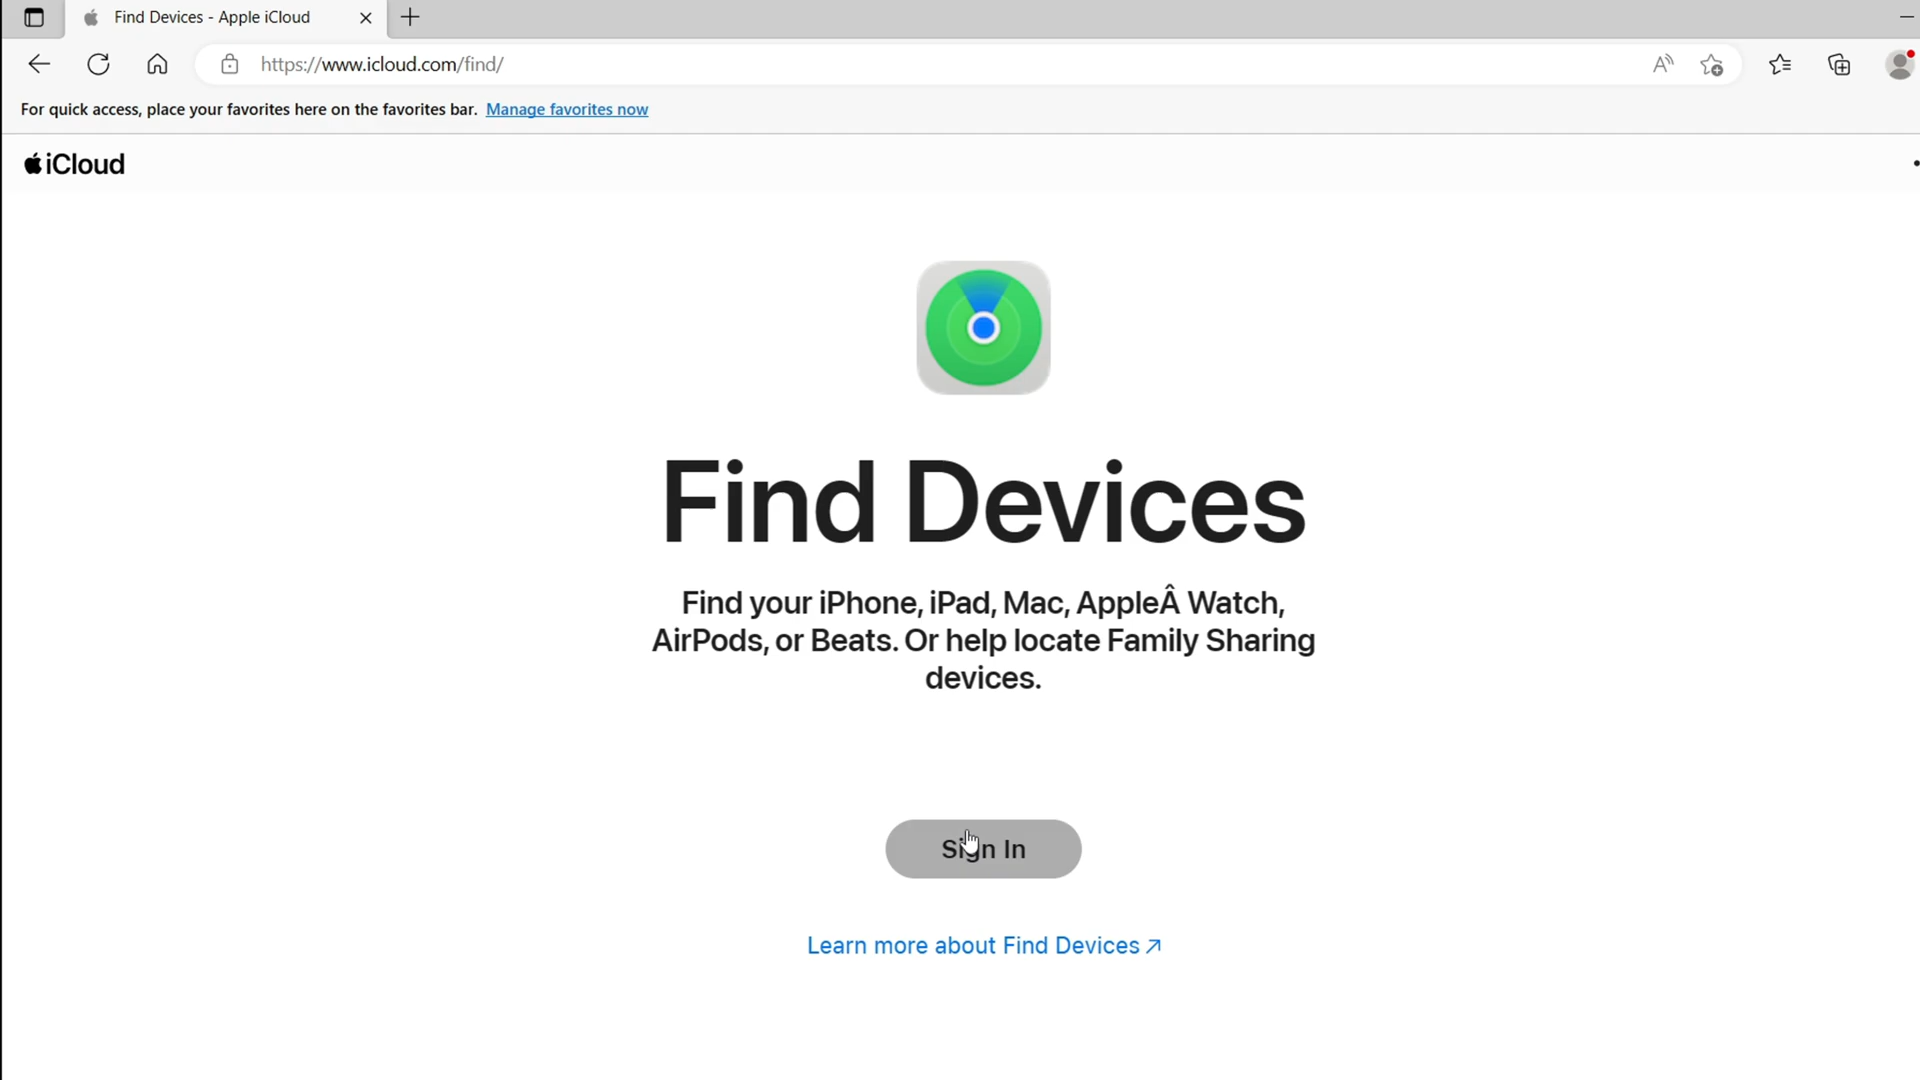 Find Devices - Apple iCloud
https://www.icloud.com/find/
For quick access, place your favorites here on the favorites bar. Manage favorites now
iCloud
Find Devices
Find your iPhone, iPad, Mac, AppleÂ Watch,
AirPods, or Beats. Or help locate Family Sharing
devices.
Sign In
Learn more about Find Devices ↗